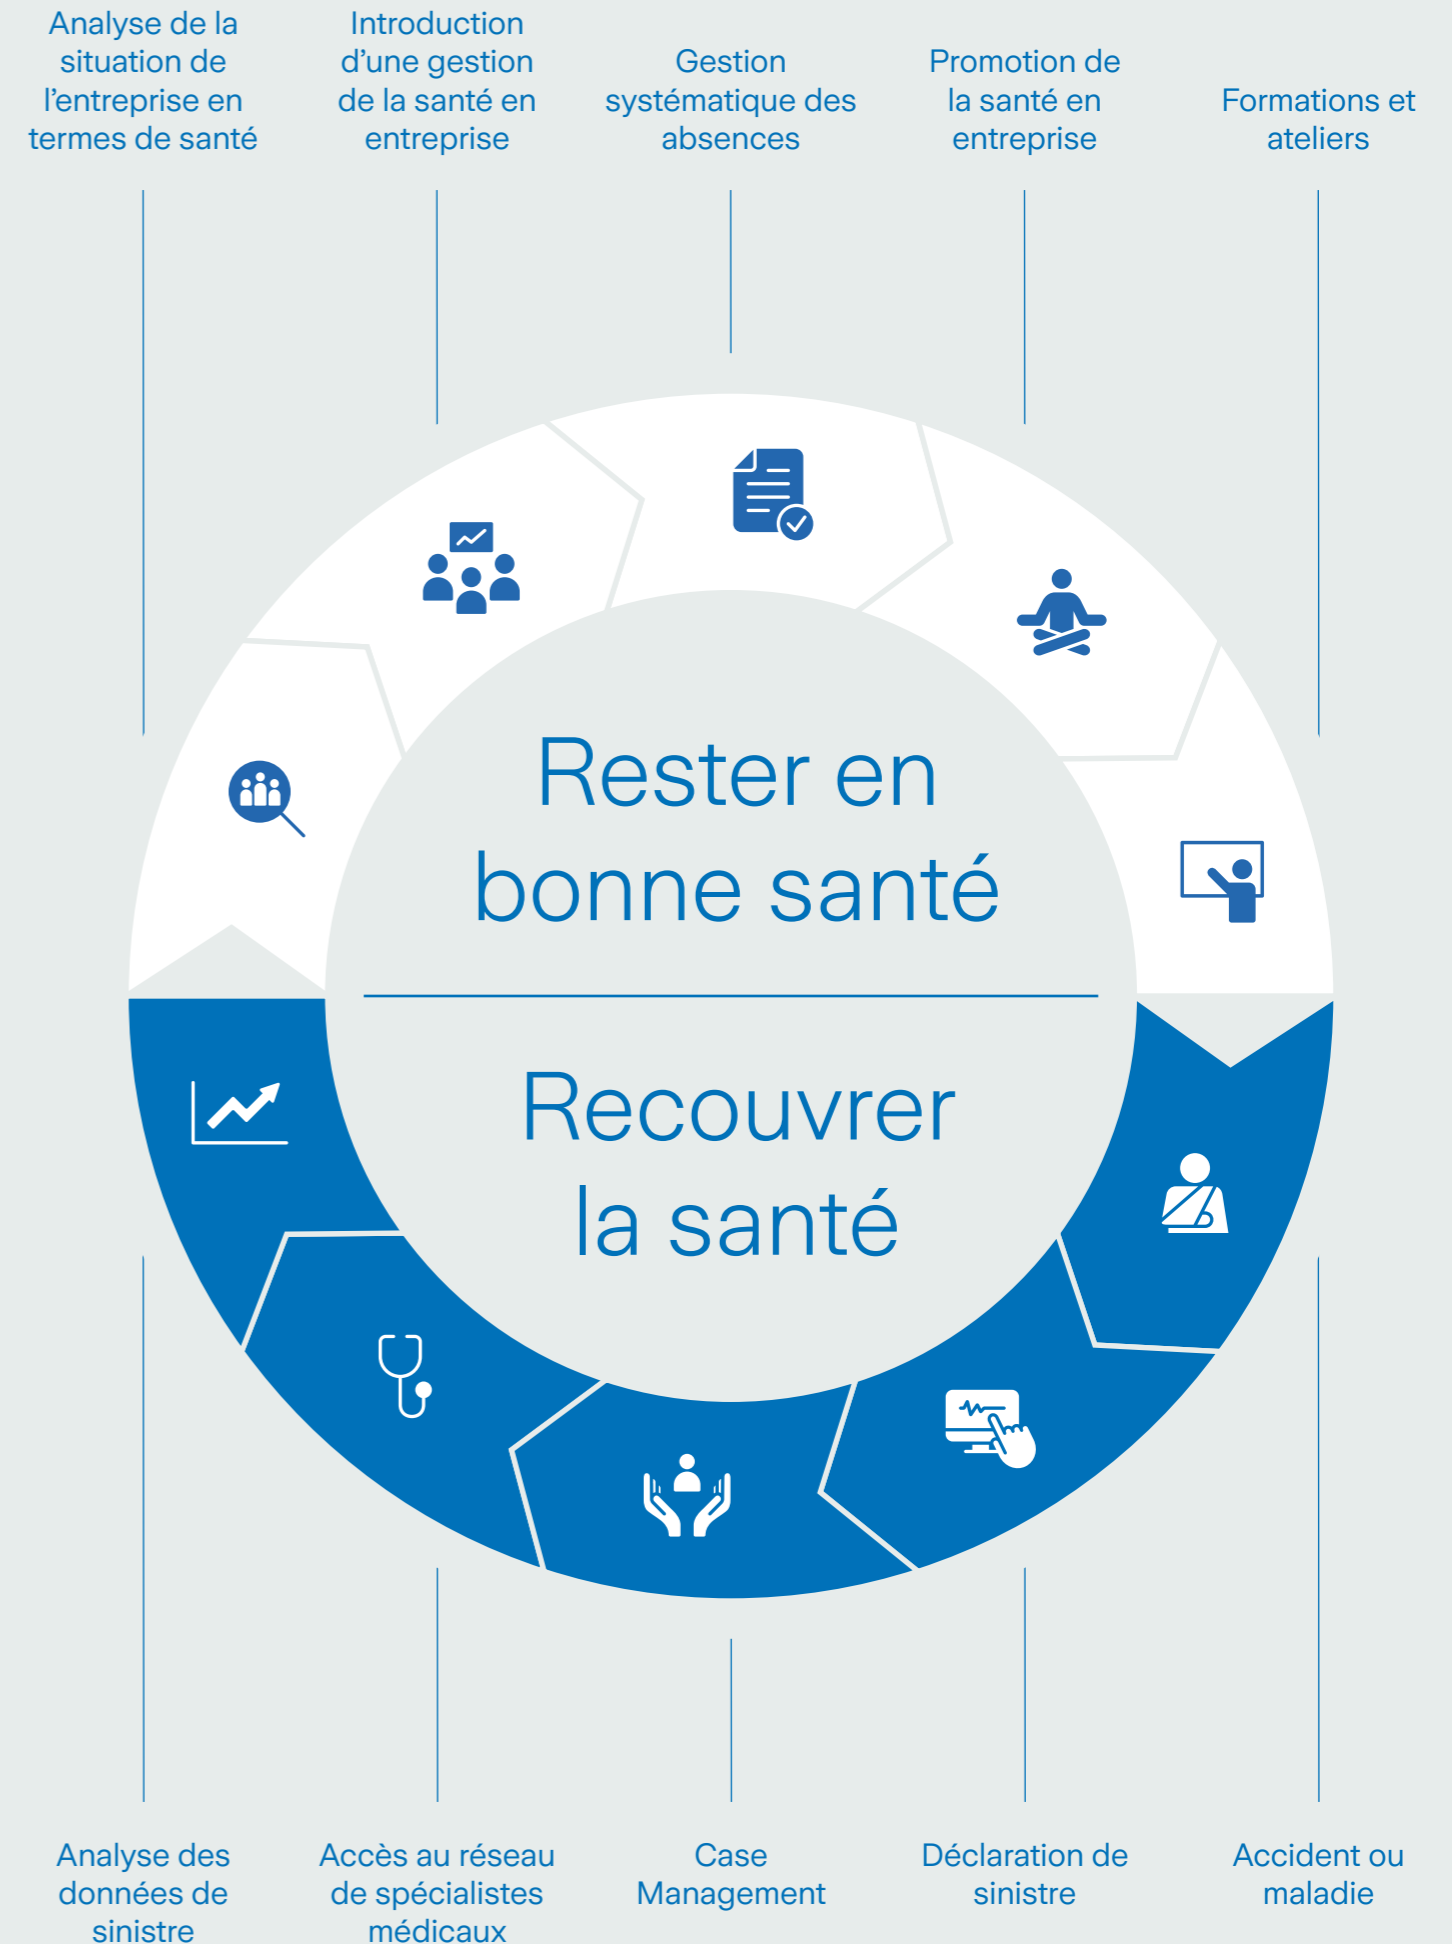 Analyse de la
situation de
l'entreprise en
termes de santé
Introduction
d'une gestion
de la santé en
entreprise
Gestion
systématique des
absences
Promotion de
la santé en
entreprise
Formations et
ateliers
Rester en
bonne santé
Recouvrer
la santé
Analyse des
données de
sinistre
Accès au réseau
de spécialistes
médicaux
Case
Management
Déclaration de
sinistre
Accident ou
maladie